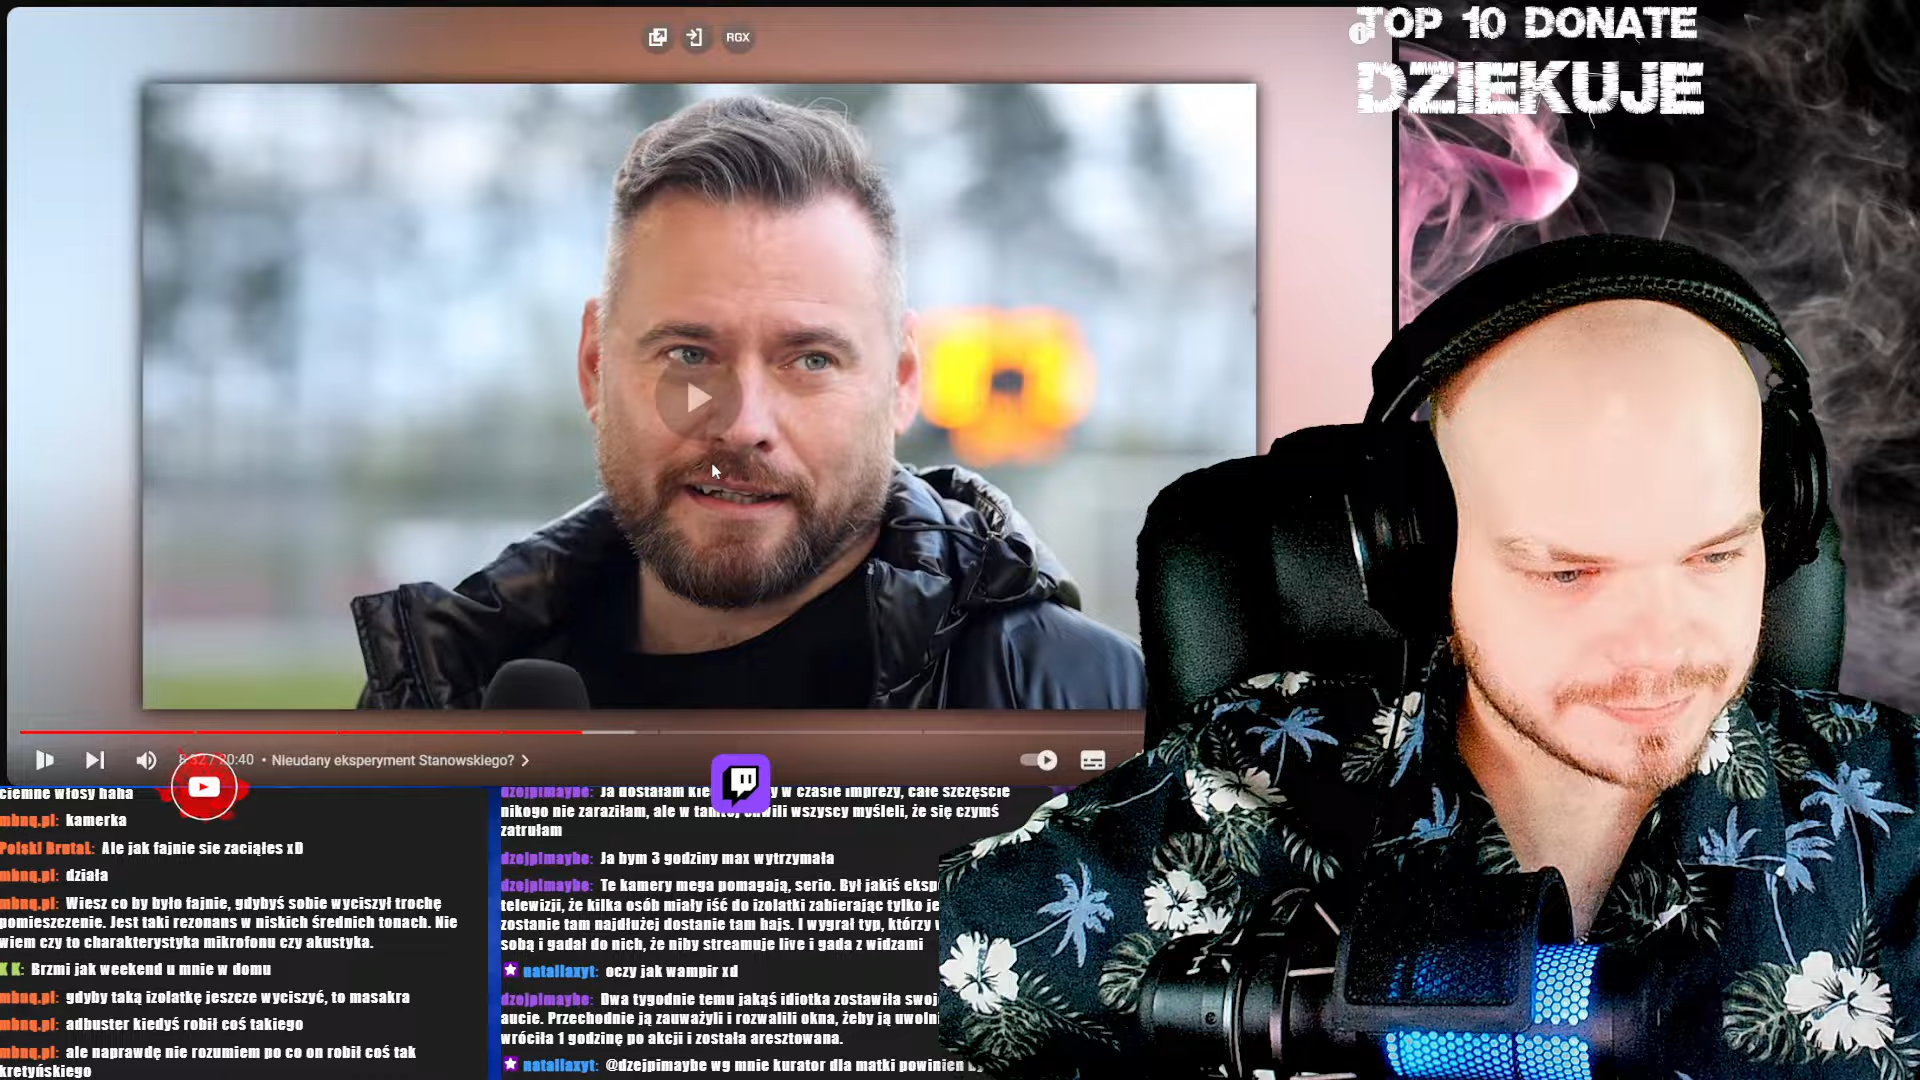 RGX
TOP 10 DONATE
DZIEKUJE
20:40 • Nieudany eksperyment Stanowskiego?
ciemne włosy haha
mbnq.pl: kamerka
Polski Brutal: Ale jak fajnie sie zaciąłes xD
mbnq.pl: działa
mbnq.pl: Wiesz co by było fajnie, gdybyś sobie wyciszył trochę
pomieszczenie. Jest taki rezonans w niskich średnich tonach. Nie
wiem czy to charakterystyka mikrofonu czy akustyka.
K K: Brzmi jak weekend u mnie w domu
mbnq.pl: gdyby taką izolatkę jeszcze wyciszyć, to masakra
mbnq.pl: adbuster kiedyś robił coś takiego
mbnq.pl: ale naprawdę nie rozumiem po co on robił coś tak
kretyńskiego
dzejpimaybe: Ja dostałam w czasie imprezy, całe szczęście
nikogo nie zaraziłam, ale w chwili wszyscy myśleli, że się czymś
zatrułam
dzejpimaybe: Ja bym 3 godziny max wytrzymała
dzejpimaybe: Te kamery mega pomagają, serio. Był jakiś
telewizji, że kilka osób miały iść do izolatki zabierając tylko
zostanie tam najdłużej dostanie tam hajs. I wygrał typ, który
sobą i gadał do nich, że niby streamuje live i gada z widzami
nataliaxyt: oczy jak wampir xd
dzejpimaybe: Dwa tygodnie temu jakaś idiotka zostawiła
aucie. Przechodnie ją zauważyli i rozwalili okna, żeby ją
wróciła 1 godzinę po akcji i została aresztowana.
nataliaxyt: @dzejpimaybe wg mnie kurator dla matki powinien